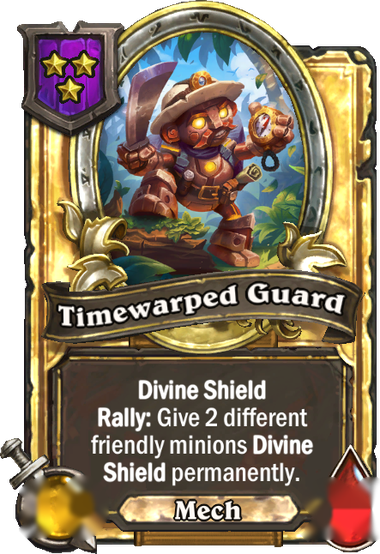 Timewarped Guard
Divine Shield
Rally: Give 2 different
friendly minions Divine
Shield permanently.
Mech